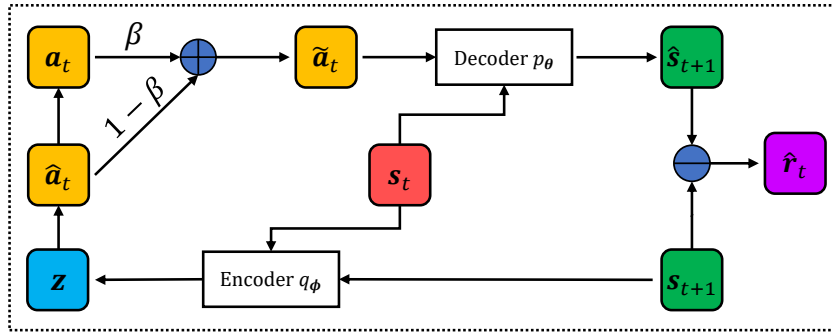 a_t β ã_t Decoder p_θ ŝ_{t+1}
1 − β
â_t s_t r̂_t
z Encoder q_ϕ s_{t+1}